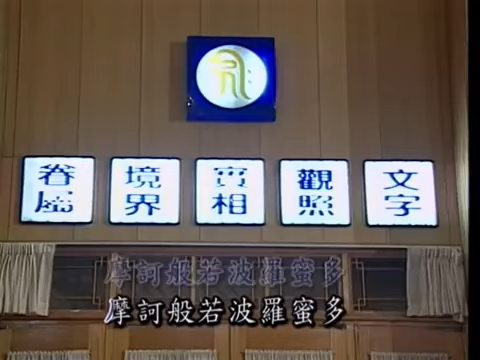 文字
觀照
實相
境界
眷屬
摩訶般若波羅蜜多
摩訶般若波羅蜜多